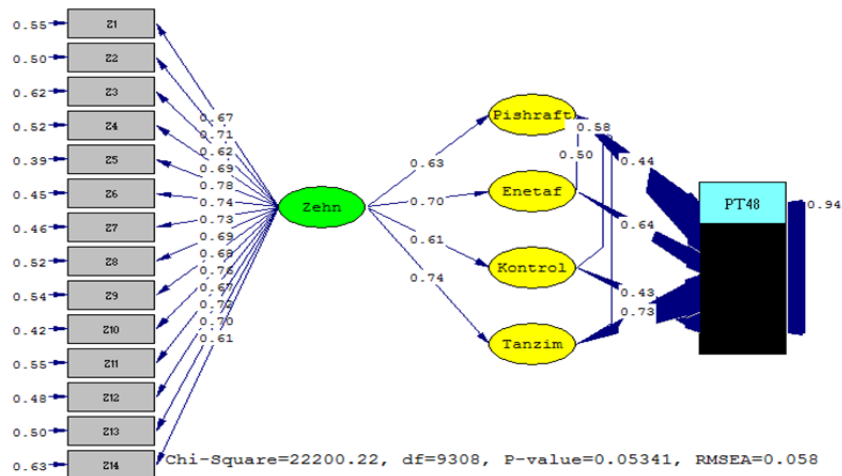 0.55 Z1
0.50 Z2
0.62 Z3
0.52 Z4
0.39 Z5
0.45 Z6
0.46 Z7
0.52 Z8
0.54 Z9
0.42 Z10
0.55 Z11
0.48 Z12
0.50 Z13
0.63 Z14
0.67
0.71
0.62
0.69
0.78
0.74
0.73
0.69
0.68
0.76
0.67
0.72
0.70
0.61
Zehn
0.63
0.70
0.61
0.74
Pishraft
Enetaf
Kontrol
Tanzim
0.58
0.50
0.44
0.64
0.43
0.73
PT48
0.94
Chi-Square=22200.22, df=9308, P-value=0.05341, RMSEA=0.058